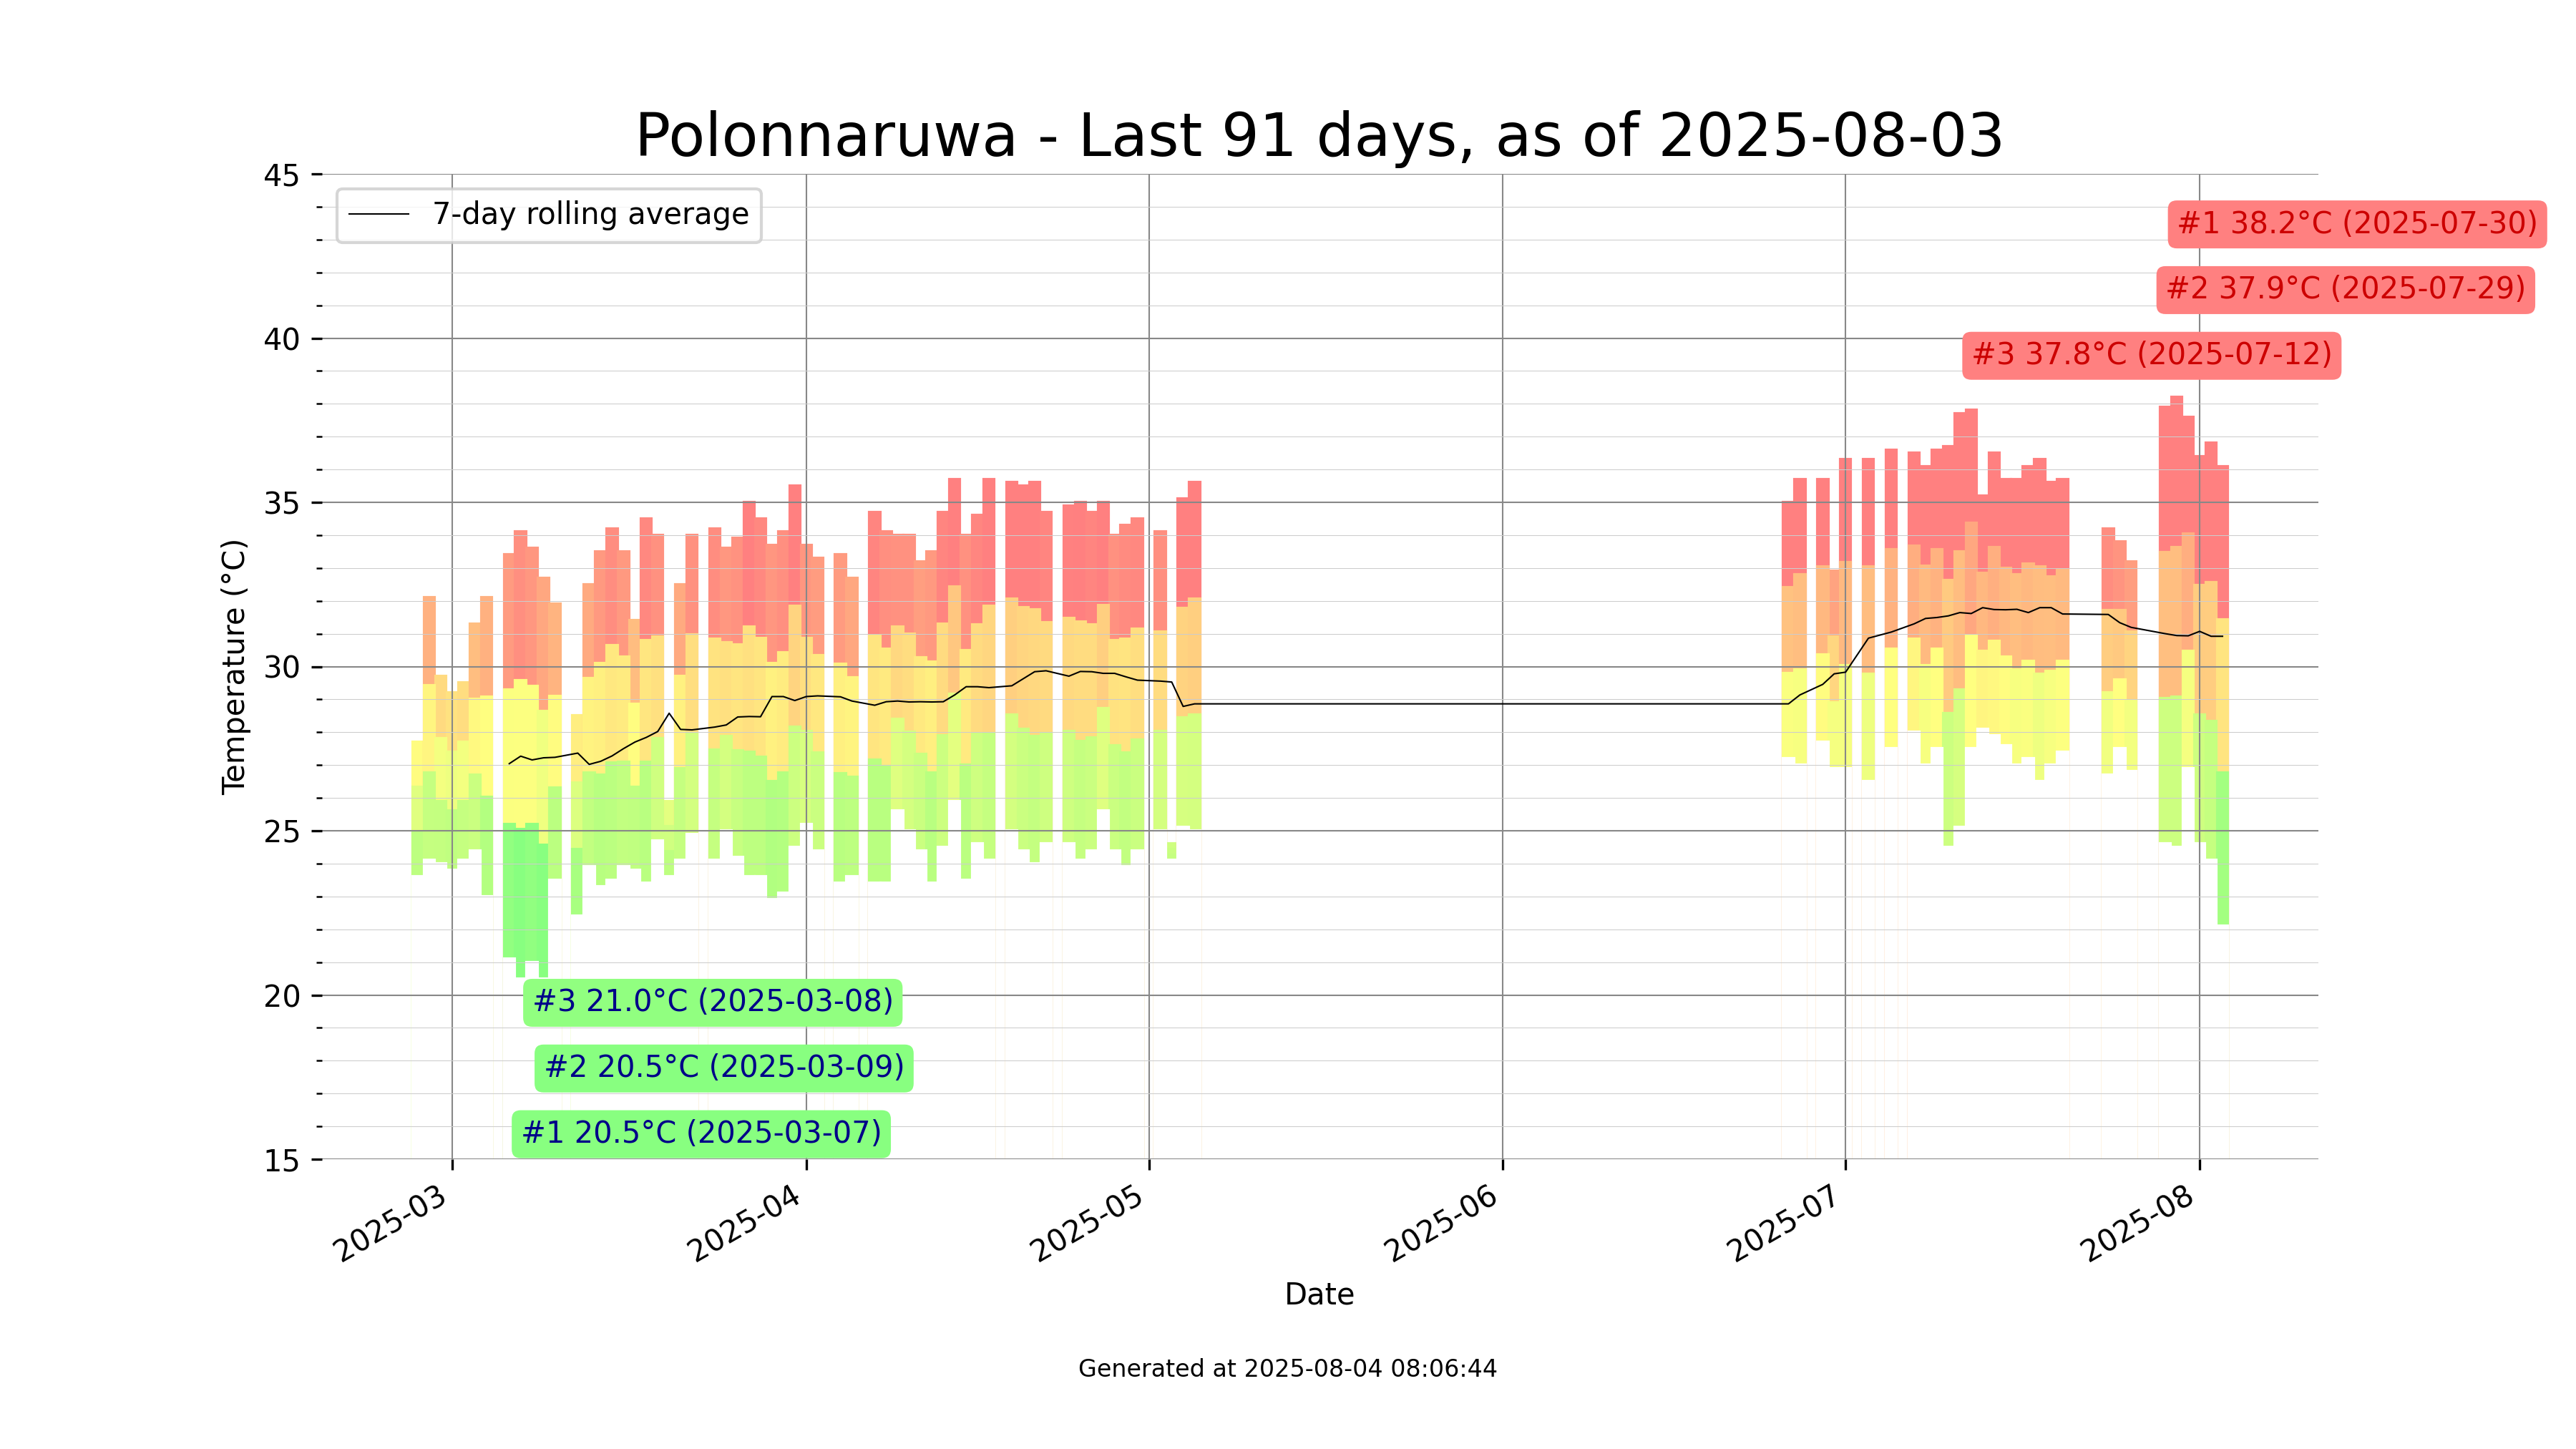 Polonnaruwa - Last 91 days, as of 2025-08-03
45
7-day rolling average
#1 38.2°C (2025-07-30)
#2 37.9°C (2025-07-29)
40
#3 37.8°C (2025-07-12)
35
Temperature (°C)
30
25
20
#3 21.0°C (2025-03-08)
#2 20.5°C (2025-03-09)
#1 20.5°C (2025-03-07)
15
2025-03
2025-04
2025-05
2025-06
2025-07
2025-08
Date
Generated at 2025-08-04 08:06:44